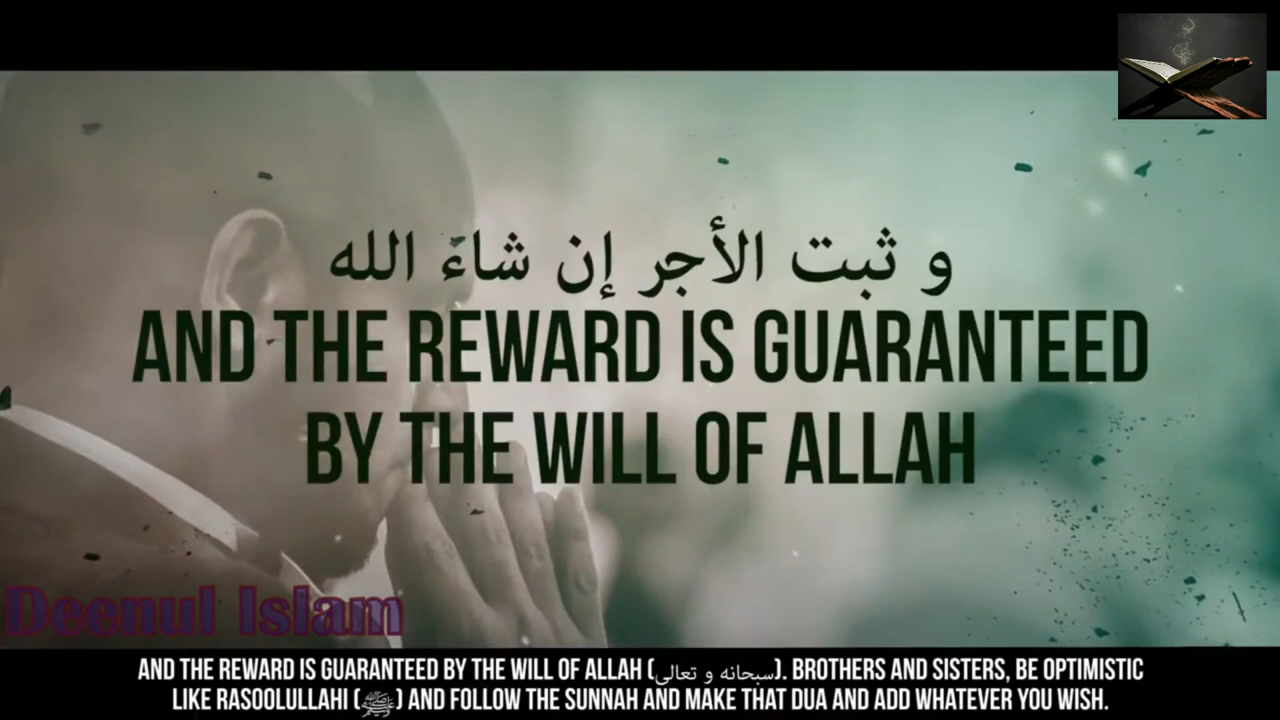 و ثبت الأجر إن شاءَ الله
AND THE REWARD IS GUARANTEED
BY THE WILL OF ALLAH
Deenul Islam
AND THE REWARD IS GUARANTEED BY THE WILL OF ALLAH (سبحانه و تعالى). BROTHERS AND SISTERS, BE OPTIMISTIC
LIKE RASOOLULLAHI (ﷺ) AND FOLLOW THE SUNNAH AND MAKE THAT DUA AND ADD WHATEVER YOU WISH.